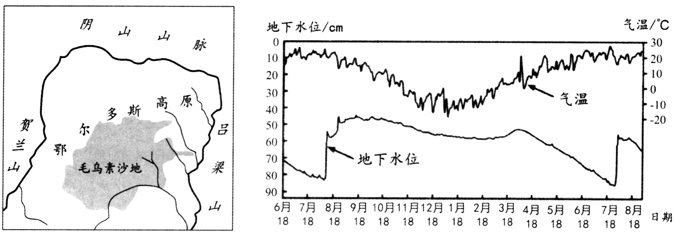 阴 山 山 脉
贺 兰 山
鄂 尔 多 斯 高 原
吕 梁 山
毛乌素沙地
地下水位/cm
气温/℃
0
10
20
30
40
50
60
70
80
90
30
20
10
0
-10
-20
气温
地下水位
6月 7月 8月 9月 10月 11月 12月 1月 2月 3月 4月 5月 6月 7月 8月
18 18 18 18 18 18 18 18 18 18 18 18 18 18 18
日期